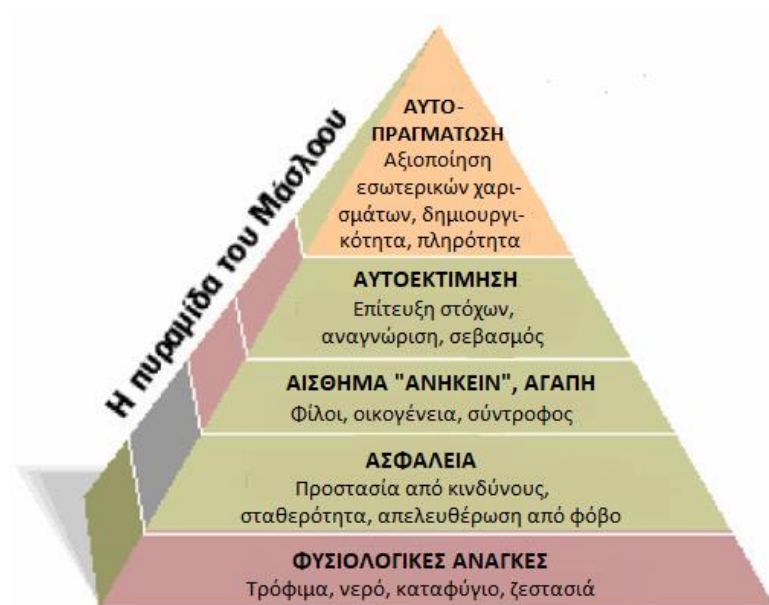 Η πυραμίδα του Μάσλοου
ΑΥΤΟ-
ΠΡΑΓΜΑΤΩΣΗ
Αξιοποίηση
εσωτερικών χαρι-
σμάτων, δημιουργι-
κότητα, πληρότητα
ΑΥΤΟΕΚΤΙΜΗΣΗ
Επίτευξη στόχων,
αναγνώριση, σεβασμός
ΑΙΣΘΗΜΑ "ΑΝΗΚΕΙΝ", ΑΓΑΠΗ
Φίλοι, οικογένεια, σύντροφος
ΑΣΦΑΛΕΙΑ
Προστασία από κινδύνους,
σταθερότητα, απελευθέρωση από φόβο
ΦΥΣΙΟΛΟΓΙΚΕΣ ΑΝΑΓΚΕΣ
Τρόφιμα, νερό, καταφύγιο, ζεστασιά